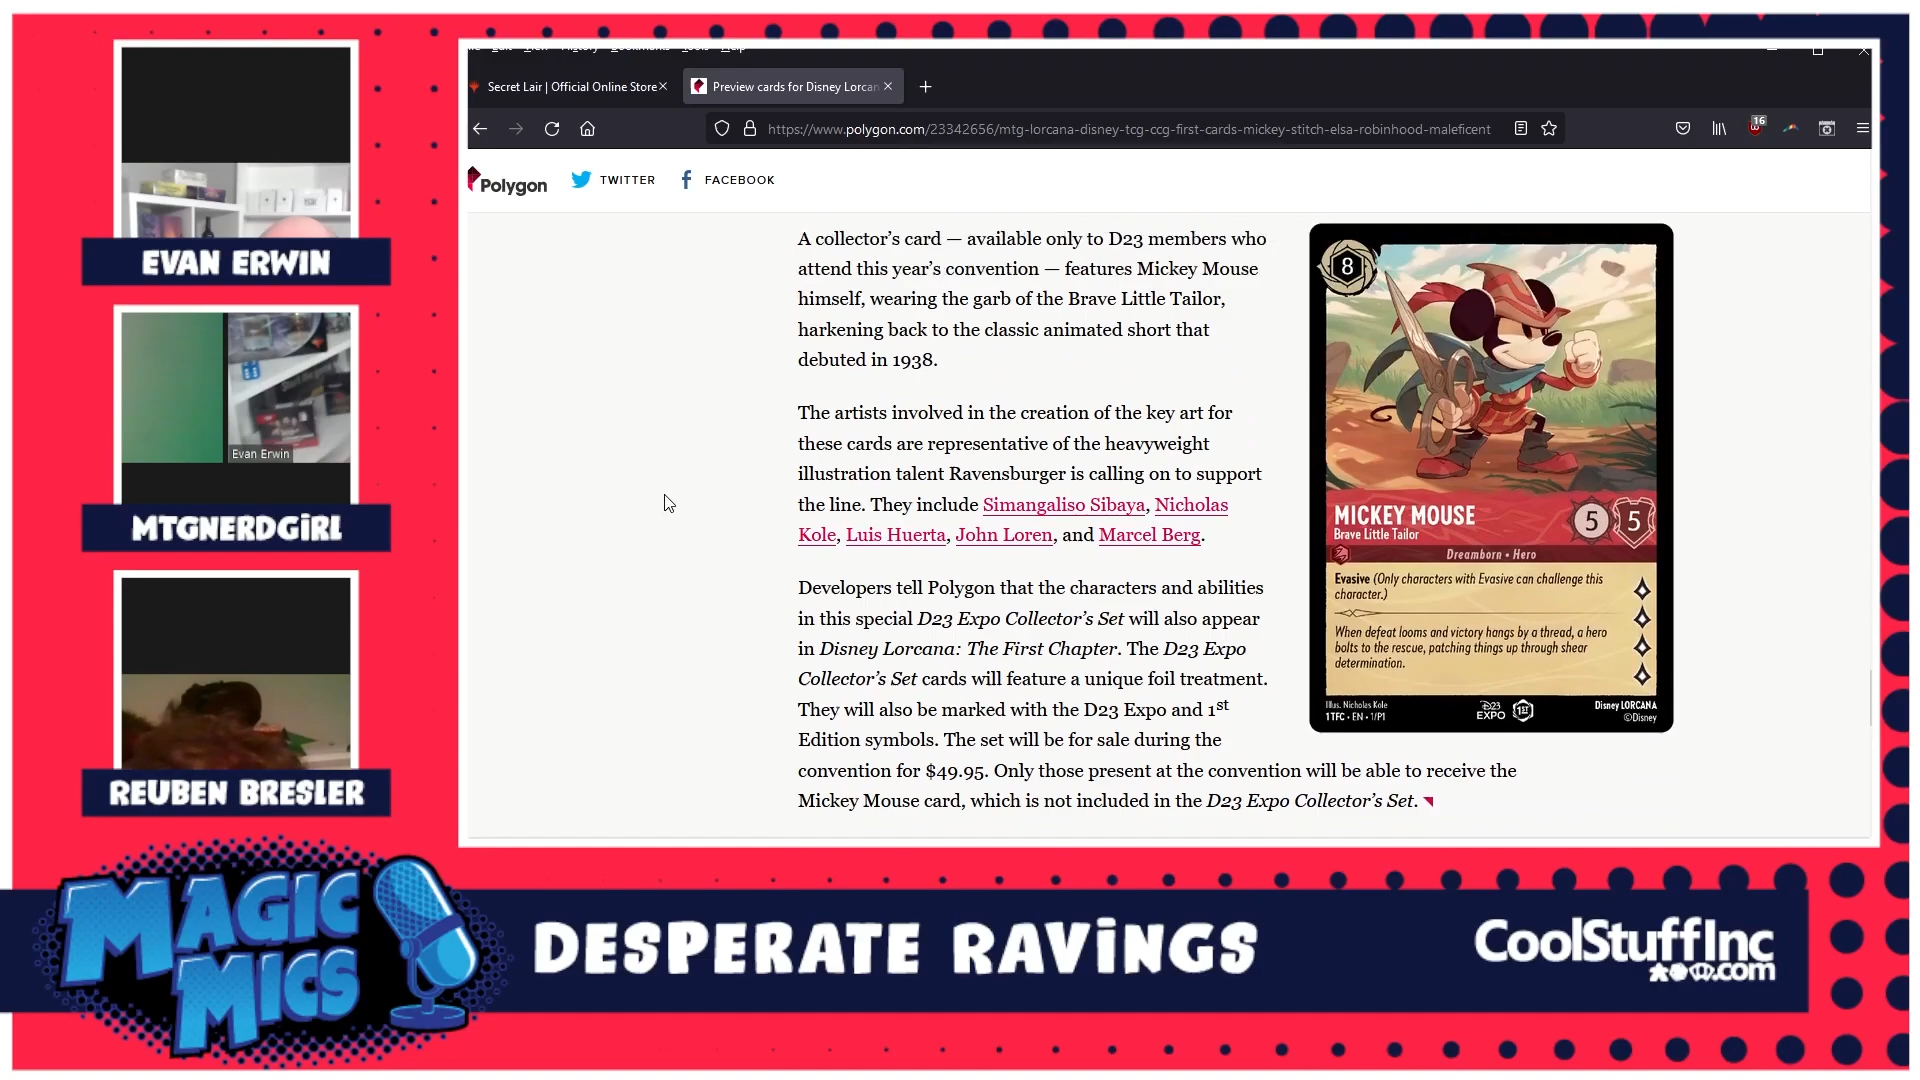 Edit View History Bookmarks Tools Help
Secret Lair | Official Online Store
Preview cards for Disney Lorcan
https://www.polygon.com/23342656/mtg-lorcana-disney-tcg-ccg-first-cards-mickey-stitch-elsa-robinhood-maleficent
16
Polygon
TWITTER
FACEBOOK
A collector’s card — available only to D23 members who
attend this year’s convention — features Mickey Mouse
himself, wearing the garb of the Brave Little Tailor,
harkening back to the classic animated short that
debuted in 1938.
The artists involved in the creation of the key art for
these cards are representative of the heavyweight
illustration talent Ravensburger is calling on to support
the line. They include Simangaliso Sibaya, Nicholas
Kole, Luis Huerta, John Loren, and Marcel Berg.
Developers tell Polygon that the characters and abilities
in this special D23 Expo Collector’s Set will also appear
in Disney Lorcana: The First Chapter. The D23 Expo
Collector’s Set cards will feature a unique foil treatment.
They will also be marked with the D23 Expo and 1st
Edition symbols. The set will be for sale during the
convention for $49.95. Only those present at the convention will be able to receive the
Mickey Mouse card, which is not included in the D23 Expo Collector’s Set.
8
MICKEY MOUSE
Brave Little Tailor
5 5
Dreamborn • Hero
Evasive (Only characters with Evasive can challenge this
character.)
When defeat looms and victory hangs by a thread, a hero
bolts to the rescue, patching things up through shear
determination.
Illus. Nicholas Kole
1TFC • EN • 1/P1
D23
EXPO
1ST
Disney LORCANA
©Disney
EVAN ERWIN
Evan Erwin
MTGNERDGIRL
REUBEN BRESLER
MAGIC
MICS
DESPERATE RAVINGS
CoolStuffInc
.com